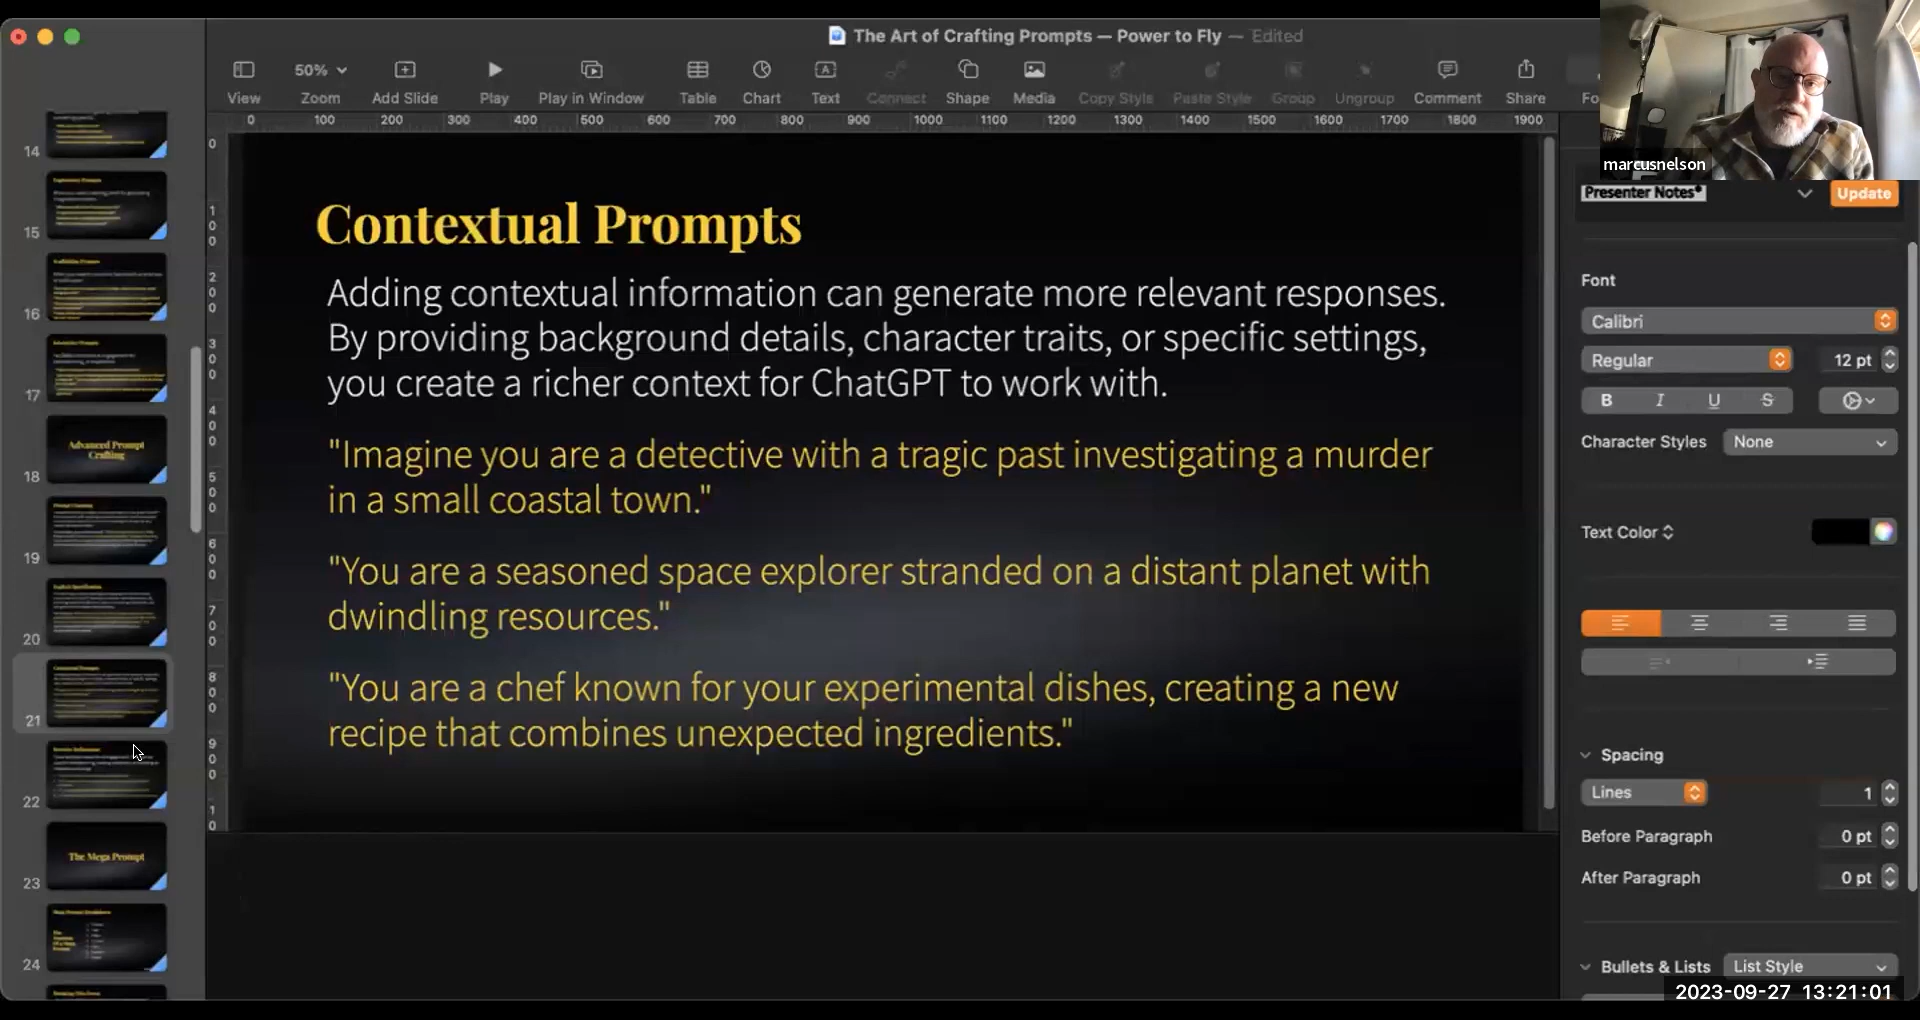 The Art of Crafting Prompts — Power to Fly — Edited
50%
View Zoom Add Slide Play Play in Window Table Chart Text Connect Shape Media Copy Style Paste Style Group Ungroup Comment Share Fo
marcusnelson
0 100 200 300 400 500 600 700 800 900 1000 1100 1200 1300 1400 1500 1600 1700 1800 1900
14
15
16
17
Advanced Prompt
Crafting
18
19
20
21
22
The Mega Prompt
23
24
Contextual Prompts
Adding contextual information can generate more relevant responses.
By providing background details, character traits, or specific settings,
you create a richer context for ChatGPT to work with.
"Imagine you are a detective with a tragic past investigating a murder
in a small coastal town."
"You are a seasoned space explorer stranded on a distant planet with
dwindling resources."
"You are a chef known for your experimental dishes, creating a new
recipe that combines unexpected ingredients."
Presenter Notes* Update
Font
Calibri
Regular 12 pt
B I U S
Character Styles None
Text Color
Spacing
Lines 1
Before Paragraph 0 pt
After Paragraph 0 pt
Bullets & Lists List Style
2023-09-27 13:21:01